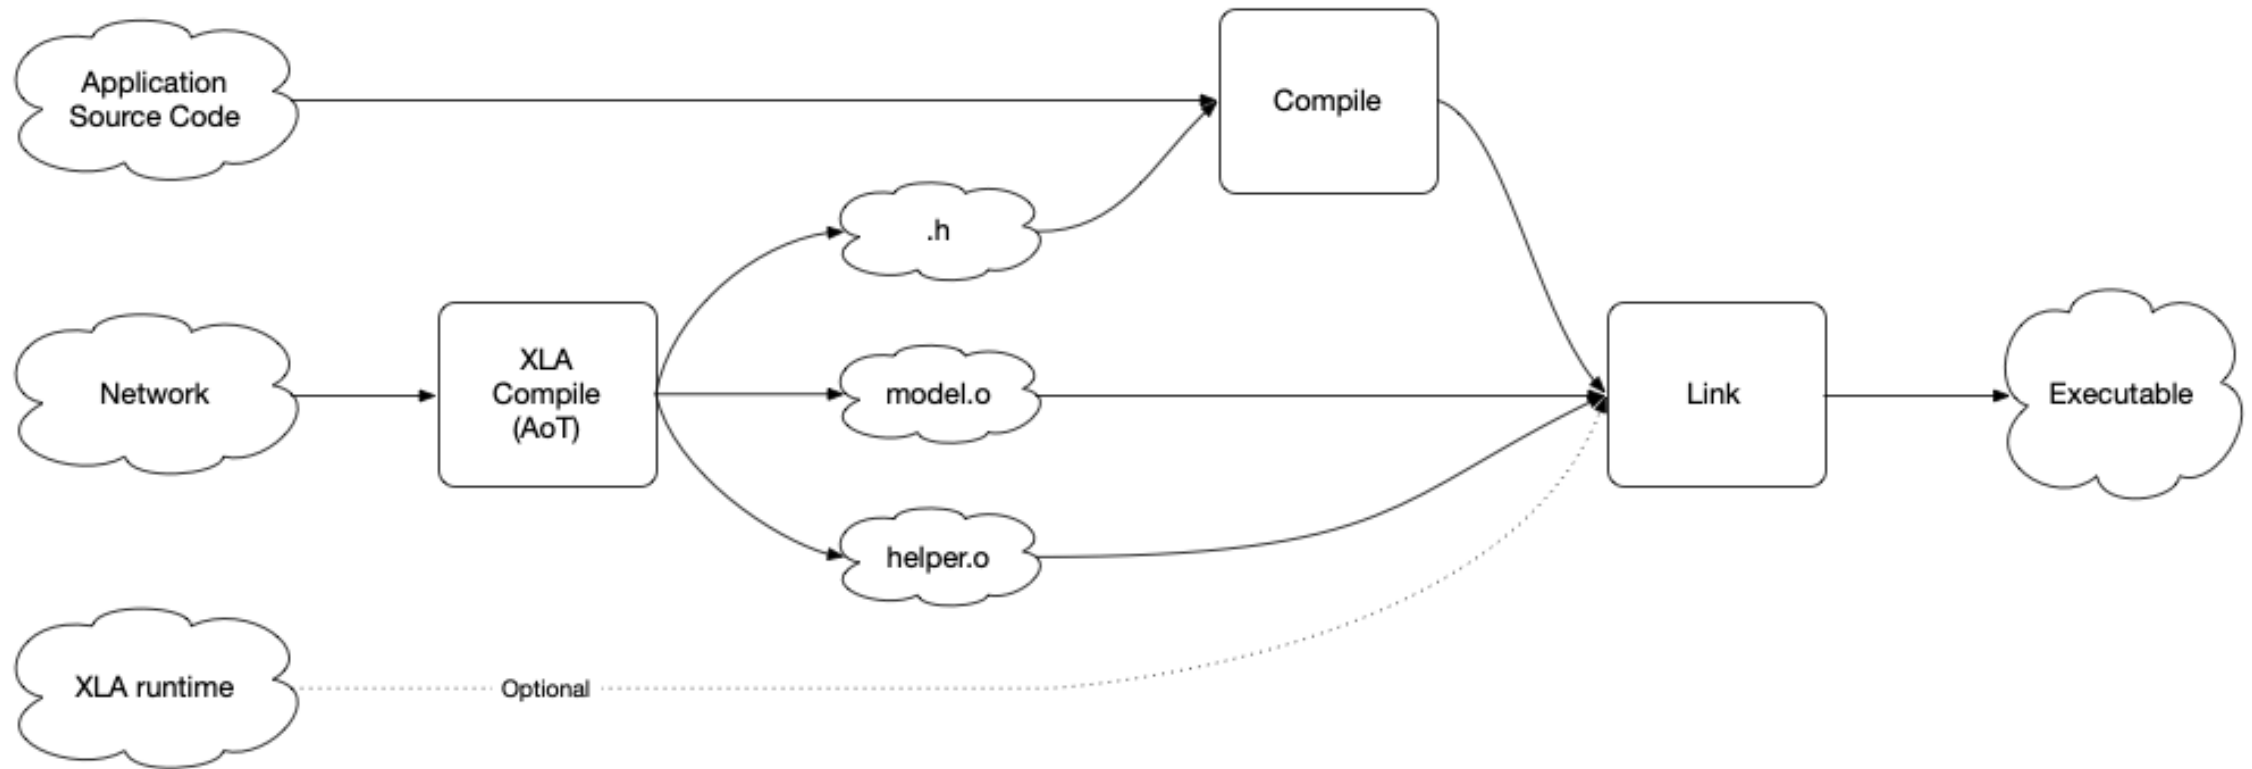 Application
Source Code
Compile
.h
Network
XLA
Compile
(AoT)
model.o
Link
Executable
helper.o
XLA runtime
Optional